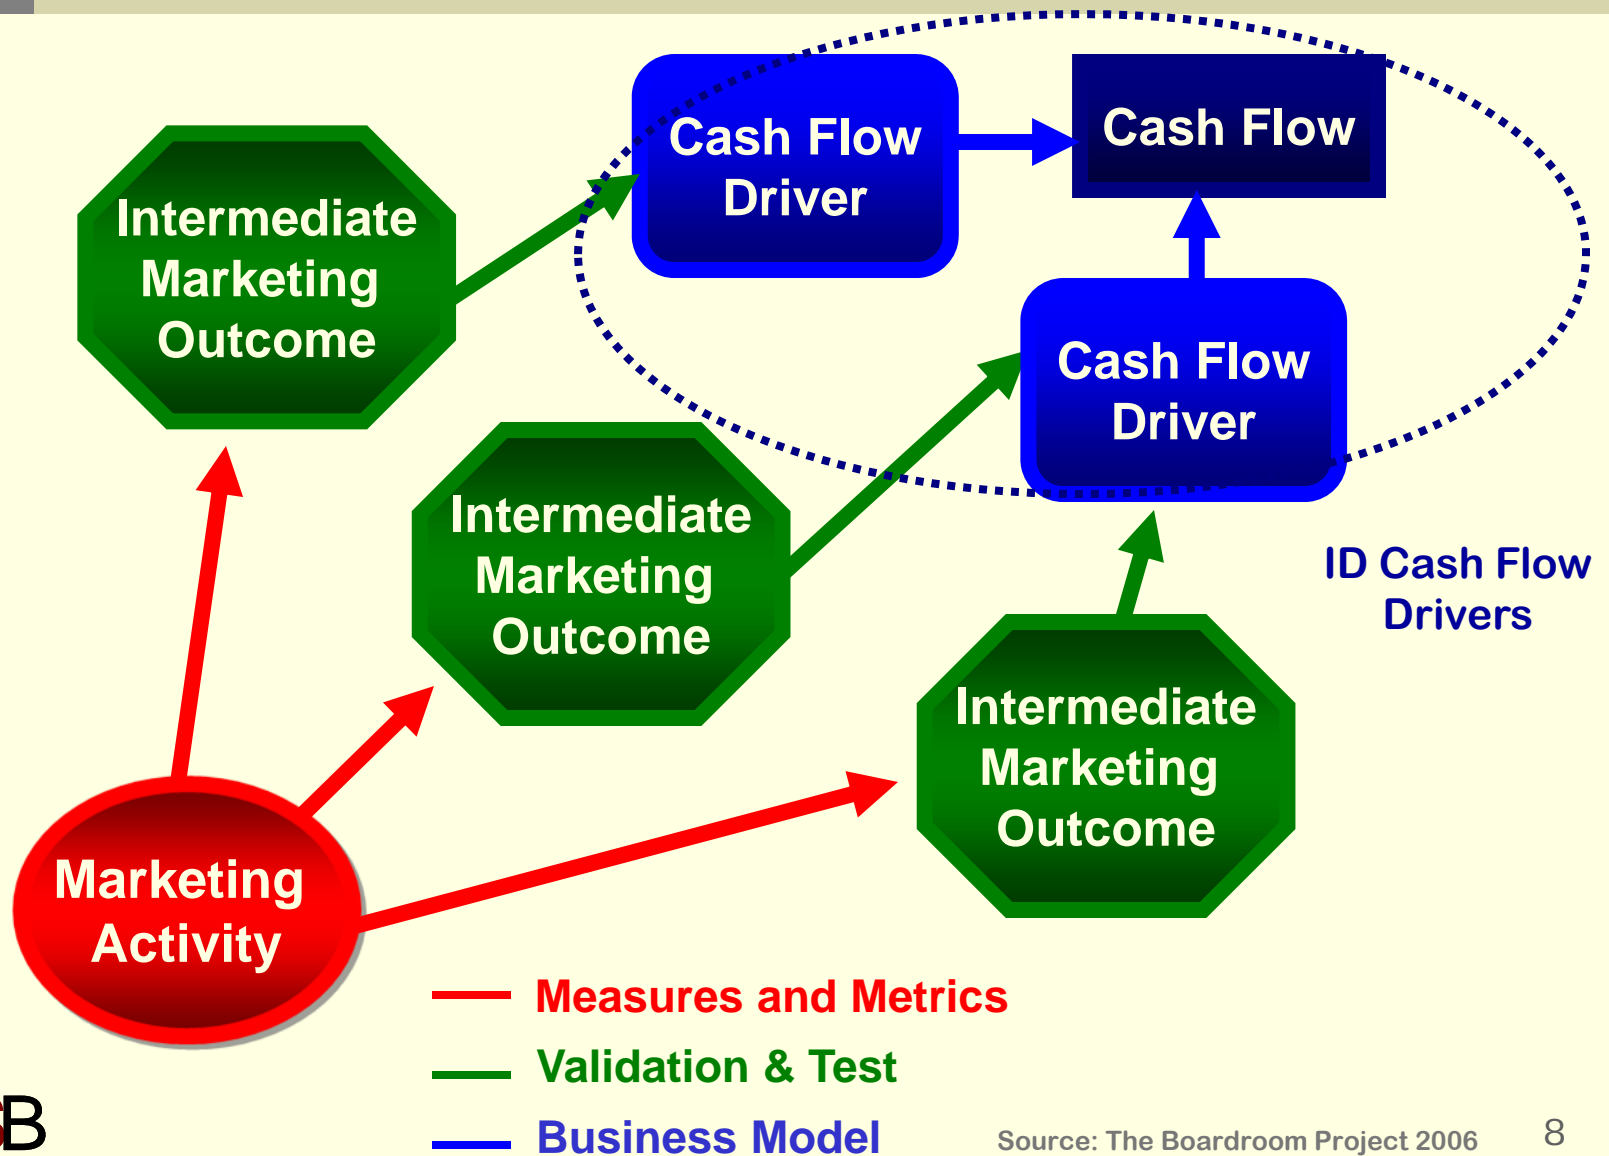 Cash Flow
Driver
Cash Flow
Intermediate
Marketing
Outcome
Cash Flow
Driver
Intermediate
Marketing
Outcome
ID Cash Flow
Drivers
Intermediate
Marketing
Outcome
Marketing
Activity
Measures and Metrics
Validation & Test
Business Model
B
Source: The Boardroom Project 2006
8